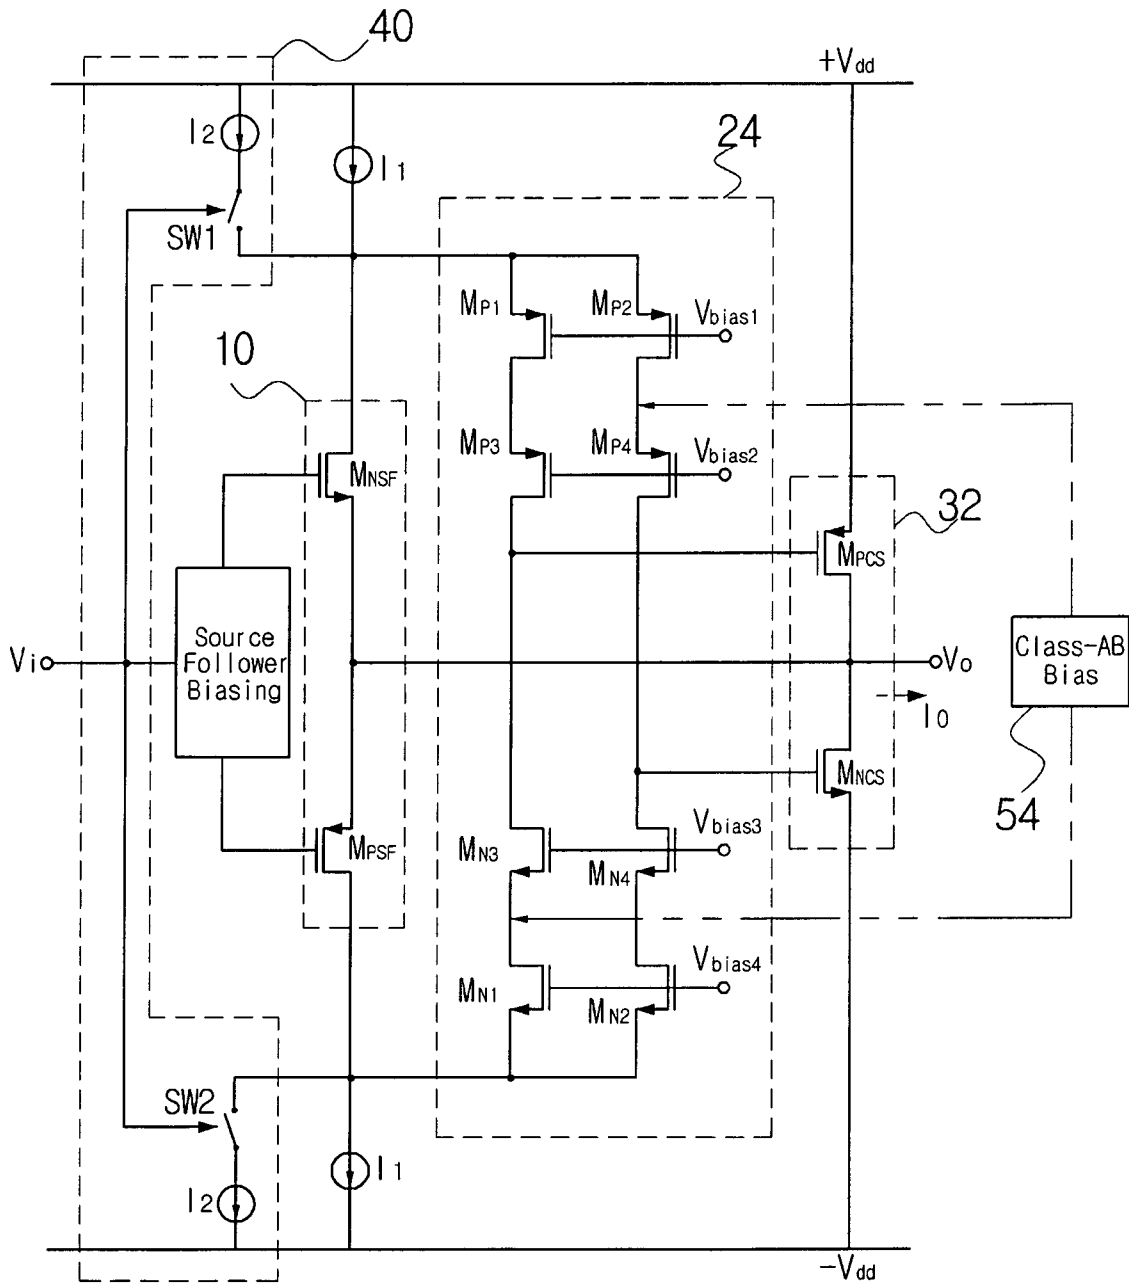 40
+Vdd
I2
I1
24
SW1
MP1
MP2
Vbias1
10
MP3
MP4
Vbias2
MNSF
32
MPCS
Source
Follower
Biasing
Vi
Vo
Class-AB
Bias
Io
MNCS
54
Vbias3
MPSF
MN3
MN4
Vbias4
MN1
MN2
SW2
I1
I2
-Vdd